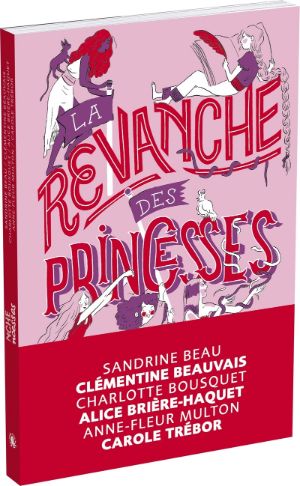 LA
REVANCHE
DES
PRINCESSES
SANDRINE BEAU
CLÉMENTINE BEAUVAIS
CHARLOTTE BOUSQUET
ALICE BRIÈRE-HAQUET
ANNE-FLEUR MULTON
CAROLE TRÉBOR